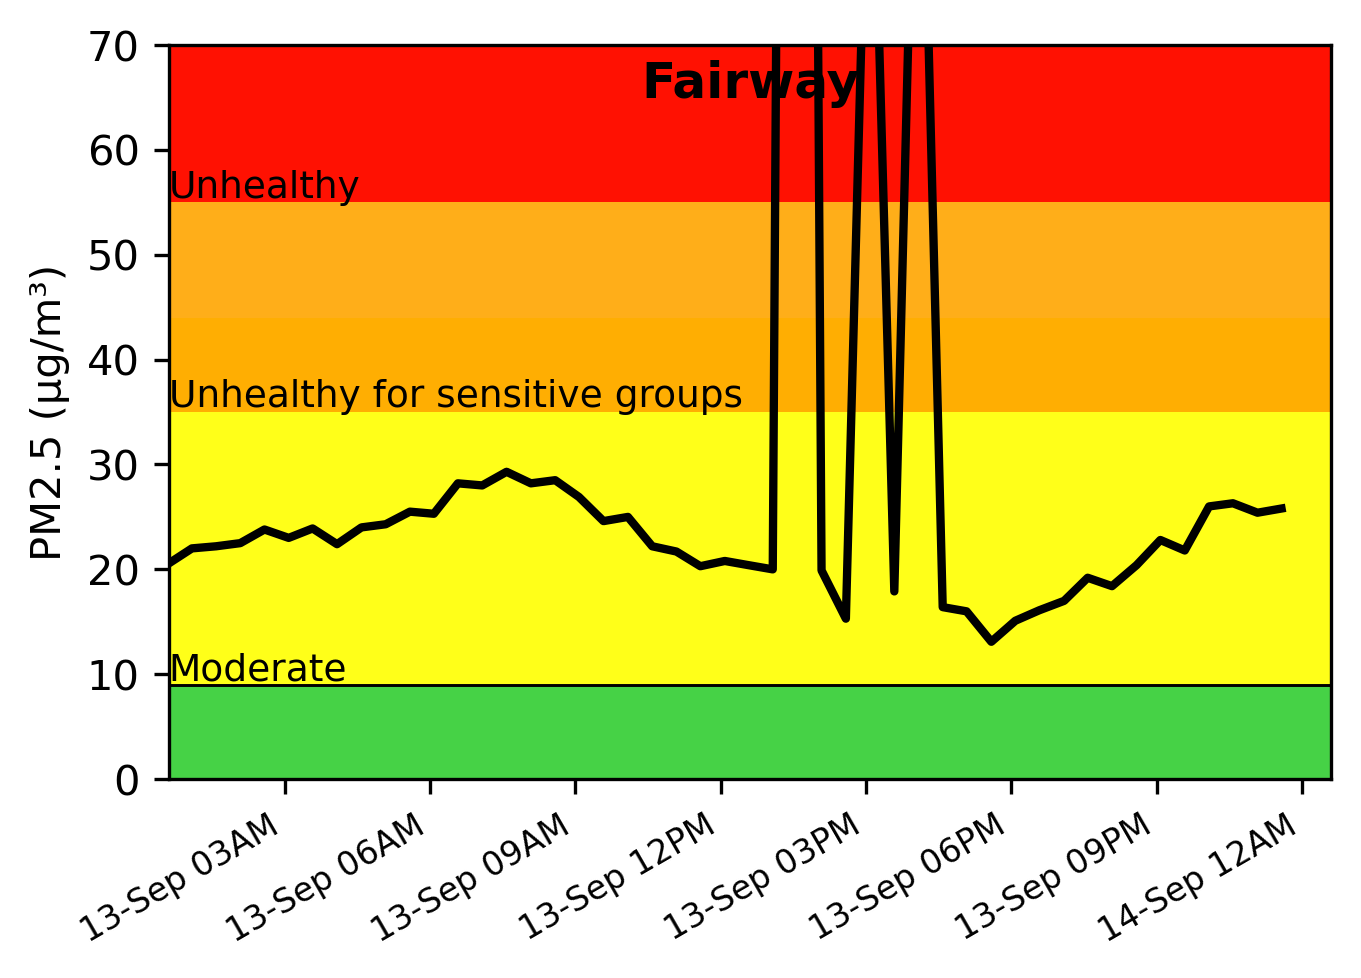 Fairway
70
60
50
40
30
20
10
0
PM2.5 (µg/m³)
Unhealthy
Unhealthy for sensitive groups
Moderate
13-Sep 03AM
13-Sep 06AM
13-Sep 09AM
13-Sep 12PM
13-Sep 03PM
13-Sep 06PM
13-Sep 09PM
14-Sep 12AM